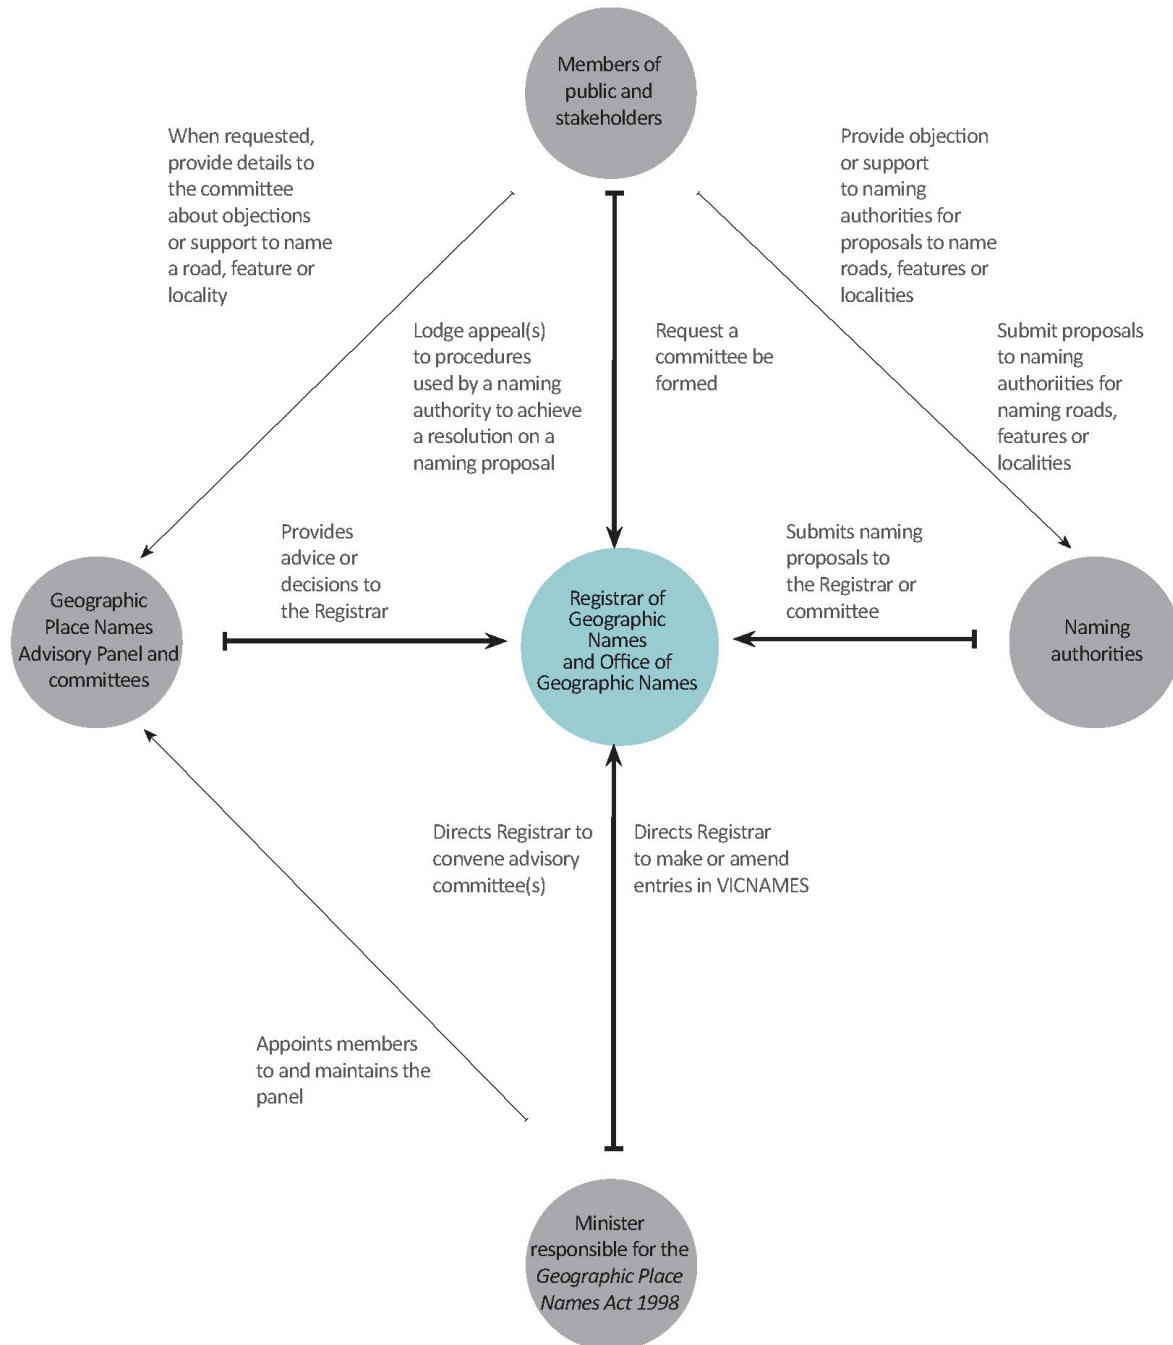 Members of
public and
stakeholders
When requested,
provide details to
the committee
about objections
or support to name
a road, feature or
locality
Provide objection
or support
to naming
authorities for
proposals to name
roads, features or
localities
Lodge appeal(s)
to procedures
used by a naming
authority to achieve
a resolution on a
naming proposal
Request a
committee be
formed
Submit proposals
to naming
authoriities for
naming roads,
features or
localities
Provides
advice or
decisions to
the Registrar
Submits naming
proposals to
the Registrar or
committee
Geographic
Place Names
Advisory Panel and
committees
Registrar of
Geographic
Names
and Office of
Geographic Names
Naming
authorities
Directs Registrar to
convene advisory
committee(s)
Directs Registrar
to make or amend
entries in VICNAMES
Appoints members
to and maintains the
panel
Minister
responsible for the
Geographic Place
Names Act 1998